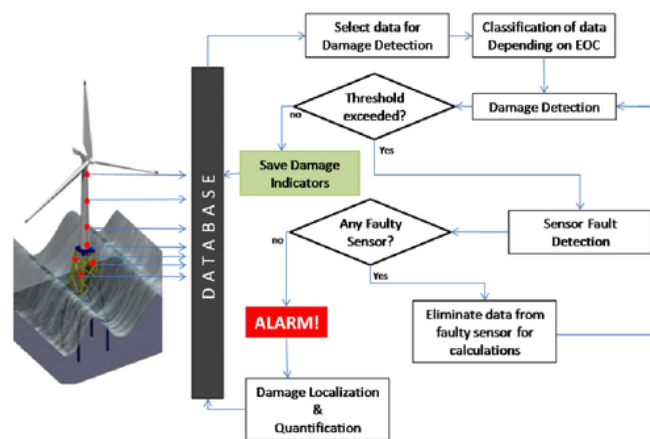 Select data for
Damage Detection
Classification of data
Depending on EOC
Threshold
exceeded?
Damage Detection
no
Yes
Save Damage
Indicators
DATABASE
Any Faulty
Sensor?
Sensor Fault
Detection
no
Yes
ALARM!
Eliminate data from
faulty sensor for
calculations
Damage Localization
&
Quantification